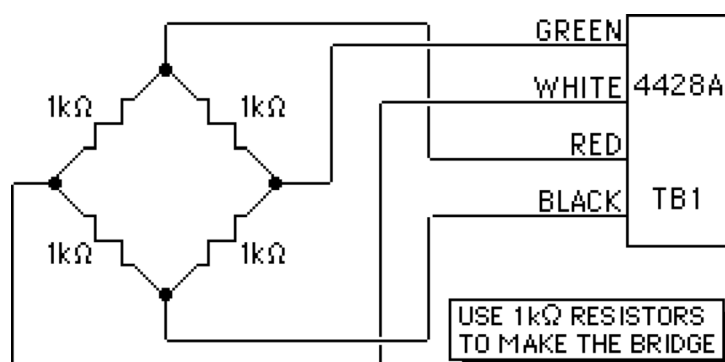 GREEN
1kΩ 1kΩ
WHITE 4428A
RED
BLACK TB1
1kΩ 1kΩ
USE 1kΩ RESISTORS
TO MAKE THE BRIDGE